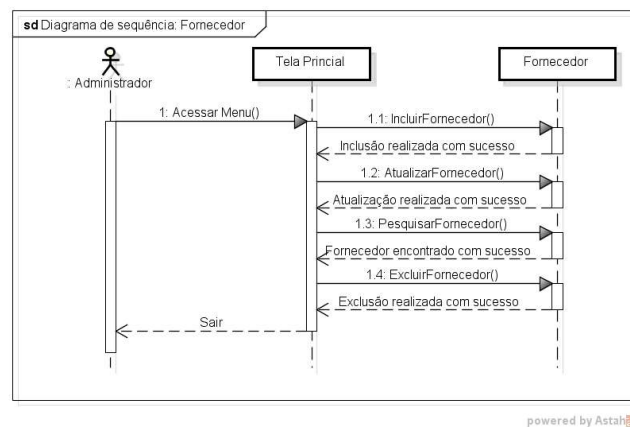 sd Diagrama de sequência: Fornecedor
: Administrador
Tela Princial
Fornecedor
1: Acessar Menu()
1.1: IncluirFornecedor()
Inclusão realizada com sucesso
1.2: AtualizarFornecedor()
Atualização realizada com sucesso
1.3: PesquisarFornecedor()
Fornecedor encontrado com sucesso
1.4: ExcluirFornecedor()
Exclusão realizada com sucesso
Sair
powered by Astah